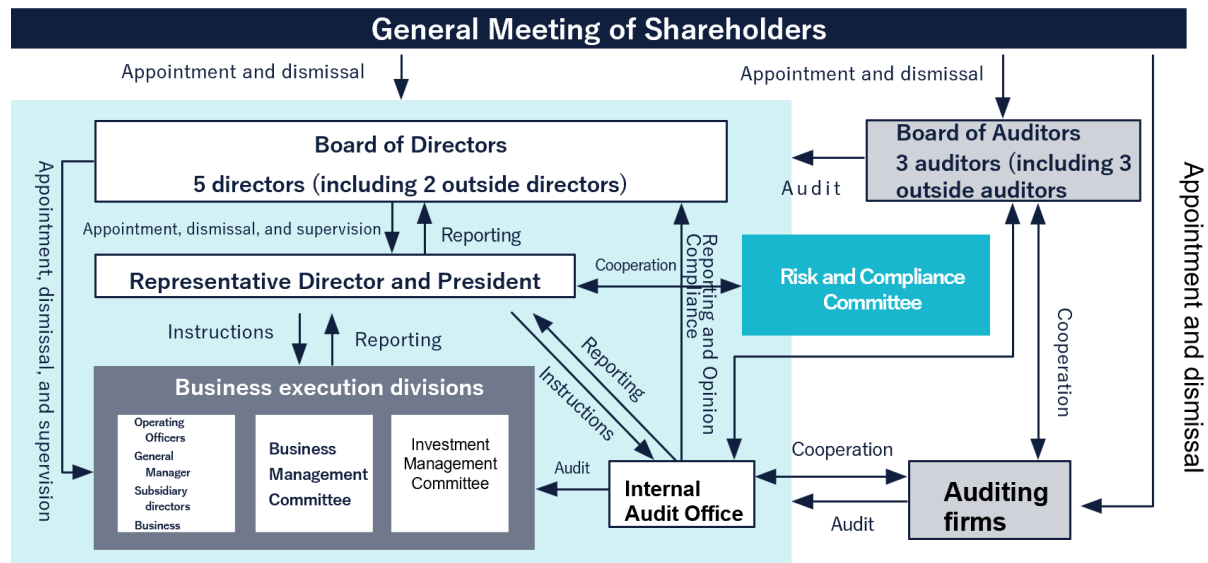 General Meeting of Shareholders
Appointment and dismissal
Appointment and dismissal
Board of Directors
5 directors (including 2 outside directors)
Board of Auditors
3 auditors (including 3
outside auditors
Audit
Appointment and dismissal
Appointment, dismissal, and supervision
Appointment, dismissal, and supervision
Reporting
Reporting and Opinion
Compliance
Representative Director and President
Cooperation
Risk and Compliance
Committee
Instructions
Reporting
Reporting
Instructions
Cooperation
Business execution divisions
Operating
Officers
General
Manager
Subsidiary
directors
Business
Business
Management
Committee
Investment
Management
Committee
Audit
Internal
Audit Office
Cooperation
Audit
Auditing
firms